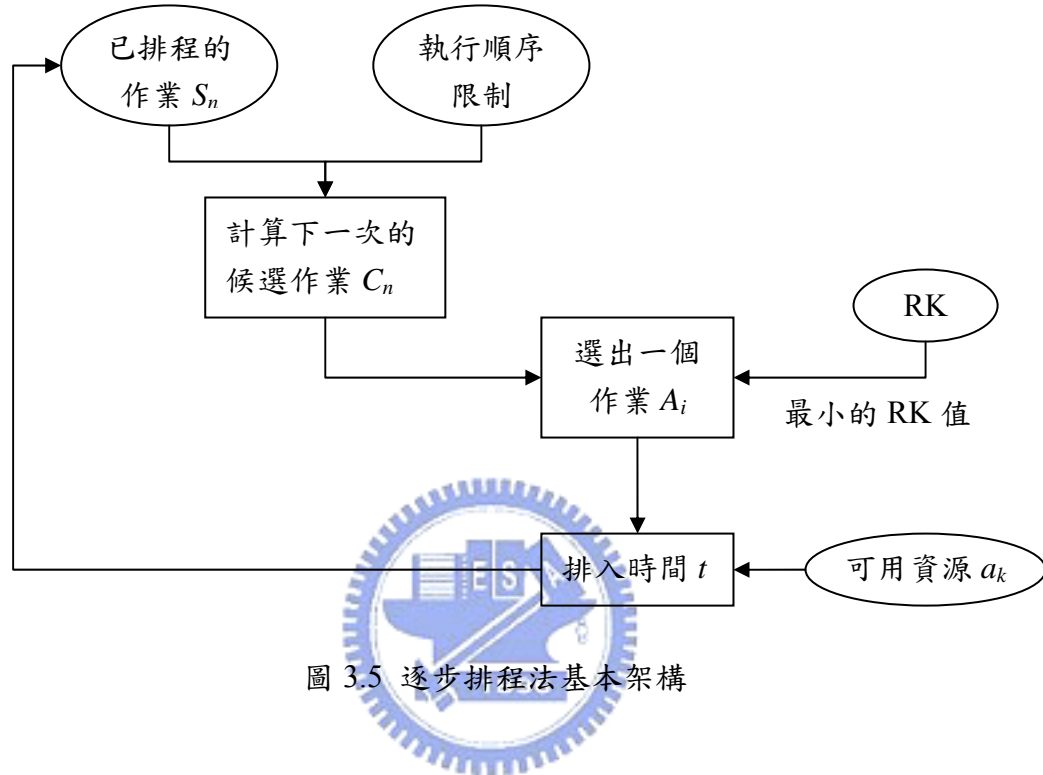 已排程的
作業 Sn
執行順序
限制
計算下一次的
候選作業 Cn
RK
選出一個
作業 Ai
最小的 RK 值
排入時間 t
可用資源 ak
E S
圖 3.5 逐步排程法基本架構